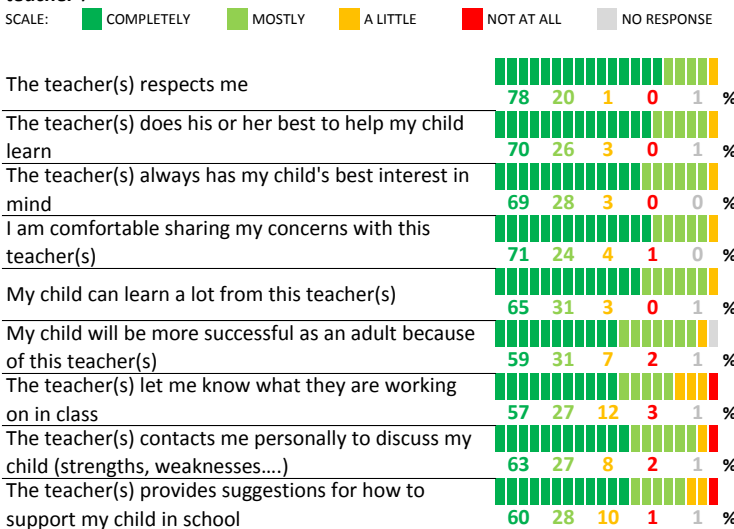 teacher?
SCALE: COMPLETELY MOSTLY A LITTLE NOT AT ALL NO RESPONSE
The teacher(s) respects me
78 20 1 0 1 %
The teacher(s) does his or her best to help my child
learn
70 26 3 0 1 %
The teacher(s) always has my child's best interest in
mind
69 28 3 0 0 %
I am comfortable sharing my concerns with this
teacher(s)
71 24 4 1 0 %
My child can learn a lot from this teacher(s)
65 31 3 0 1 %
My child will be more successful as an adult because
of this teacher(s)
59 31 7 2 1 %
The teacher(s) let me know what they are working
on in class
57 27 12 3 1 %
The teacher(s) contacts me personally to discuss my
child (strengths, weaknesses....)
63 27 8 2 1 %
The teacher(s) provides suggestions for how to
support my child in school
60 28 10 1 1 %